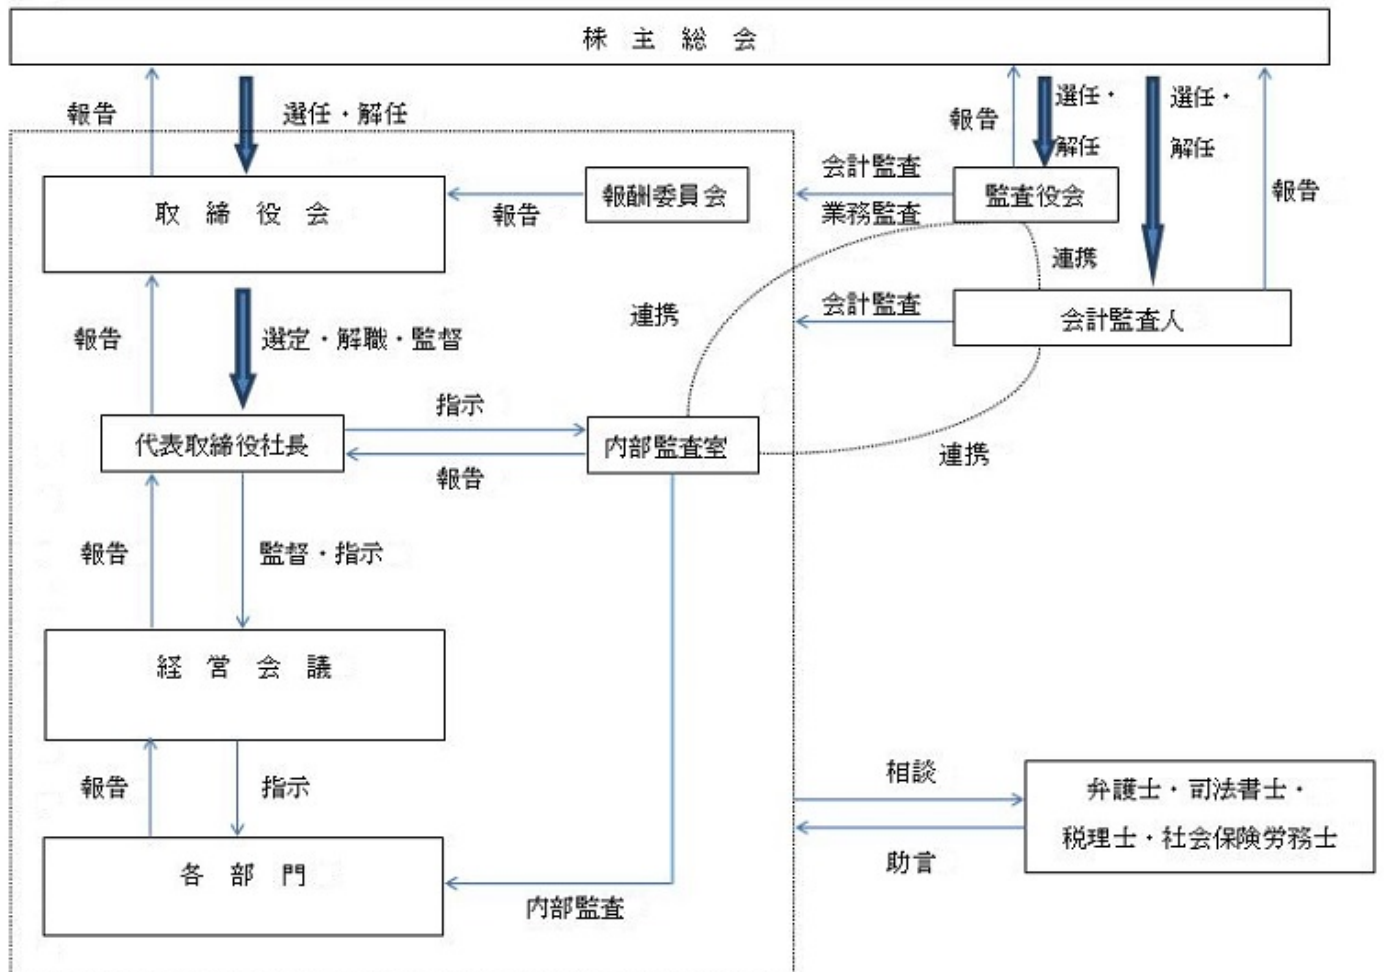 株主総会
報告
選任・解任
報告
選任・
解任
選任・
解任
報告
取締役会
報告
報酬委員会
会計監査
業務監査
監査役会
連携
報告
選定・解職・監督
連携
会計監査
会計監査人
代表取締役社長
指示
報告
内部監査室
連携
報告
監督・指示
経営会議
報告
指示
相談
助言
弁護士・司法書士・
税理士・社会保険労務士
各部門
内部監査